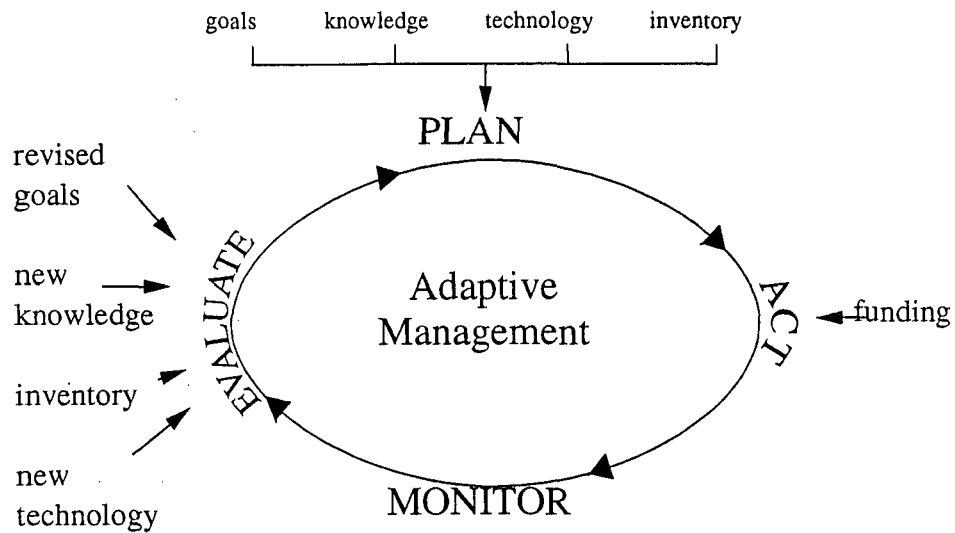 goals knowledge technology inventory
PLAN
revised
goals
new
knowledge
inventory
new
technology
EVALUATE
Adaptive
Management
ACT
funding
MONITOR